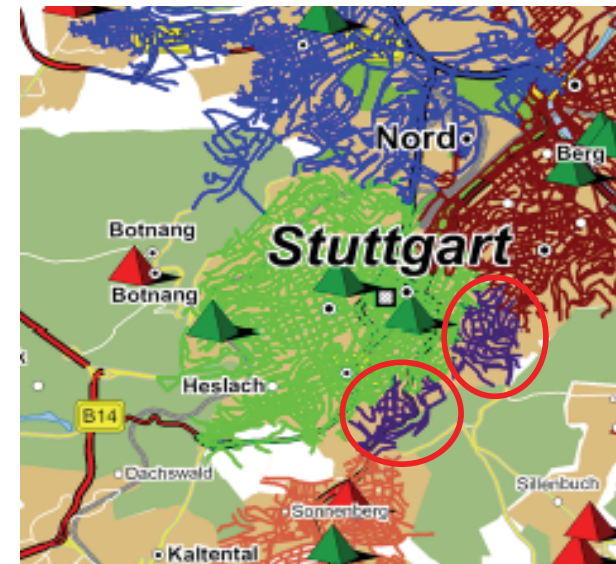 Nord
Berg
Botnang
Stuttgart
Botnang
Heslach
B14
Dachswald
Sillenbuch
Sonnenberg
Kaltental